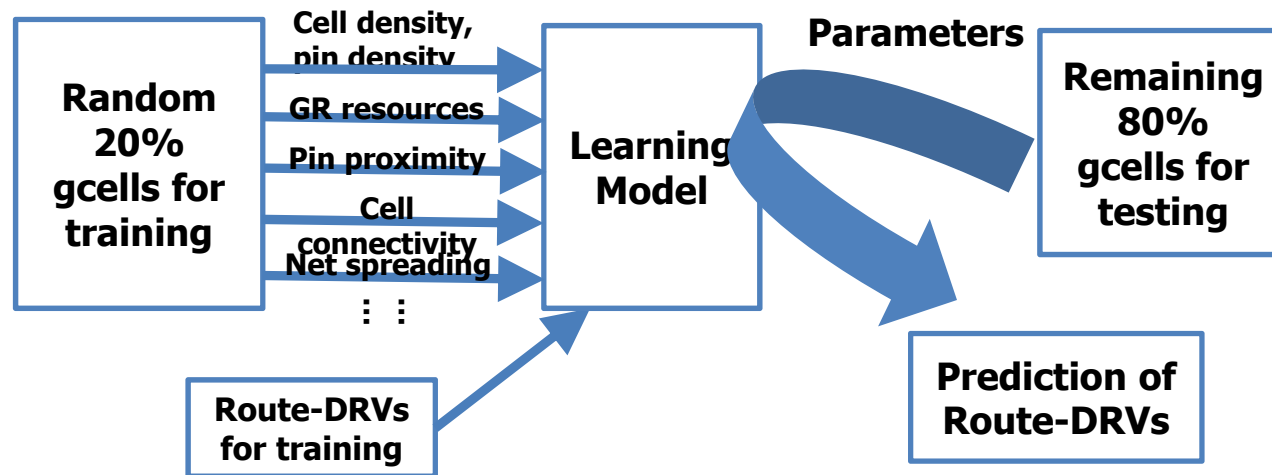 Random
20%
gcells for
training
Cell density,
pin density
GR resources
Pin proximity
Cell
connectivity
Net spreading
⋮ ⋮
Learning
Model
Parameters
Remaining
80%
gcells for
testing
Route-DRVs
for training
Prediction of
Route-DRVs